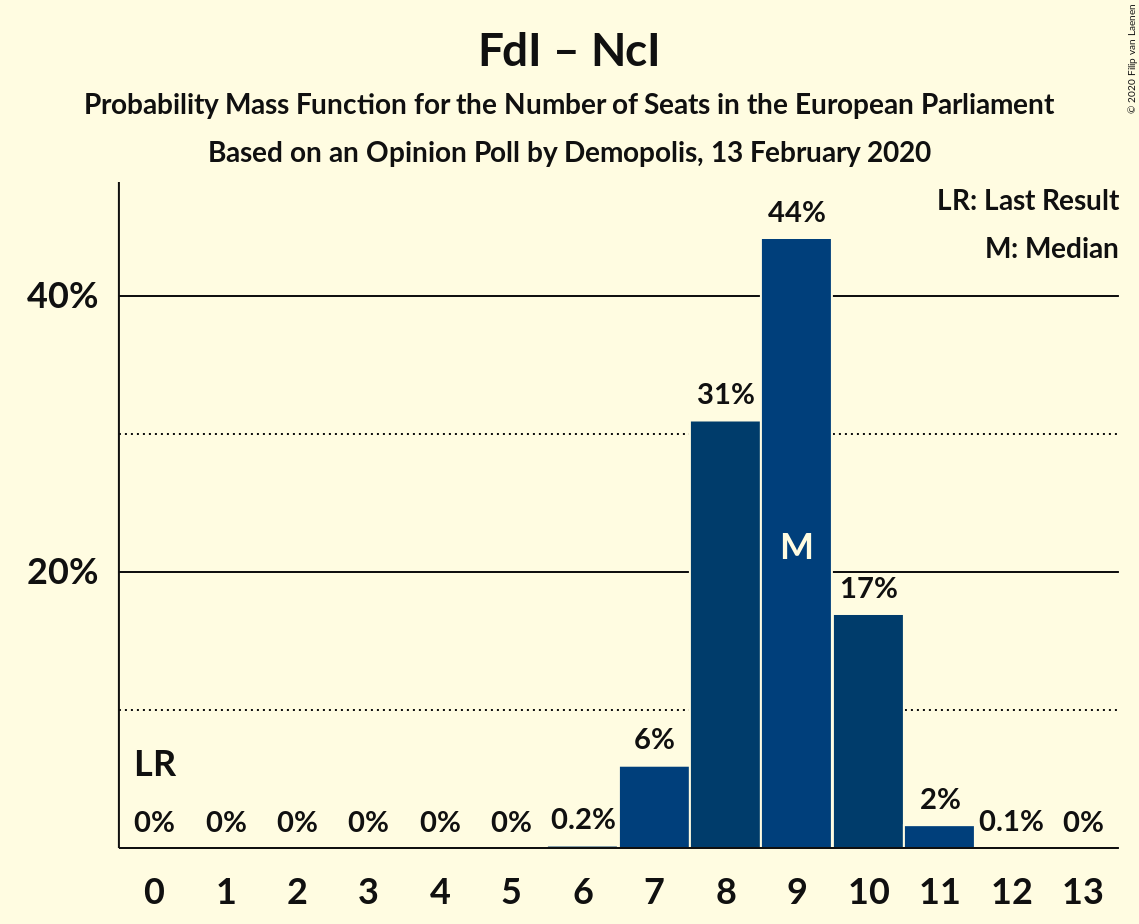 FdI – NcI
Probability Mass Function for the Number of Seats in the European Parliament
Based on an Opinion Poll by Demopolis, 13 February 2020
© 2020 Filip van Laenen
LR: Last Result
M: Median
40%
20%
44%
31%
M
17%
6%
LR
2%
0% 0% 0% 0% 0% 0% 0.2% 0.1% 0%
0 1 2 3 4 5 6 7 8 9 10 11 12 13